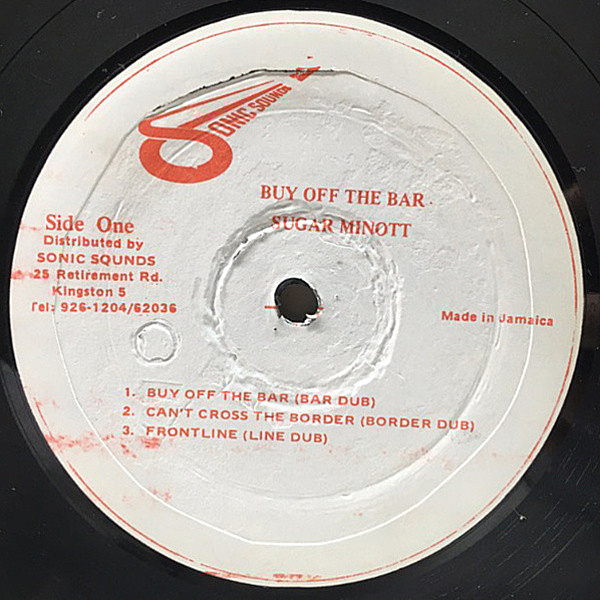 SONIC SOUNDS
BUY OFF THE BAR
SUGAR MINOTT
Side One
Distributed by
SONIC SQUNDS
25 Retirement Rd.
Kingston 5
Tel: 926-1204/62036
Made in Jamaica
1. BUY OFF THE BAR (BAR DUB)
2. CAN'T CROSS THE BORDER (BORDER DUB)
3. FRONTLINE (LINE DUB)